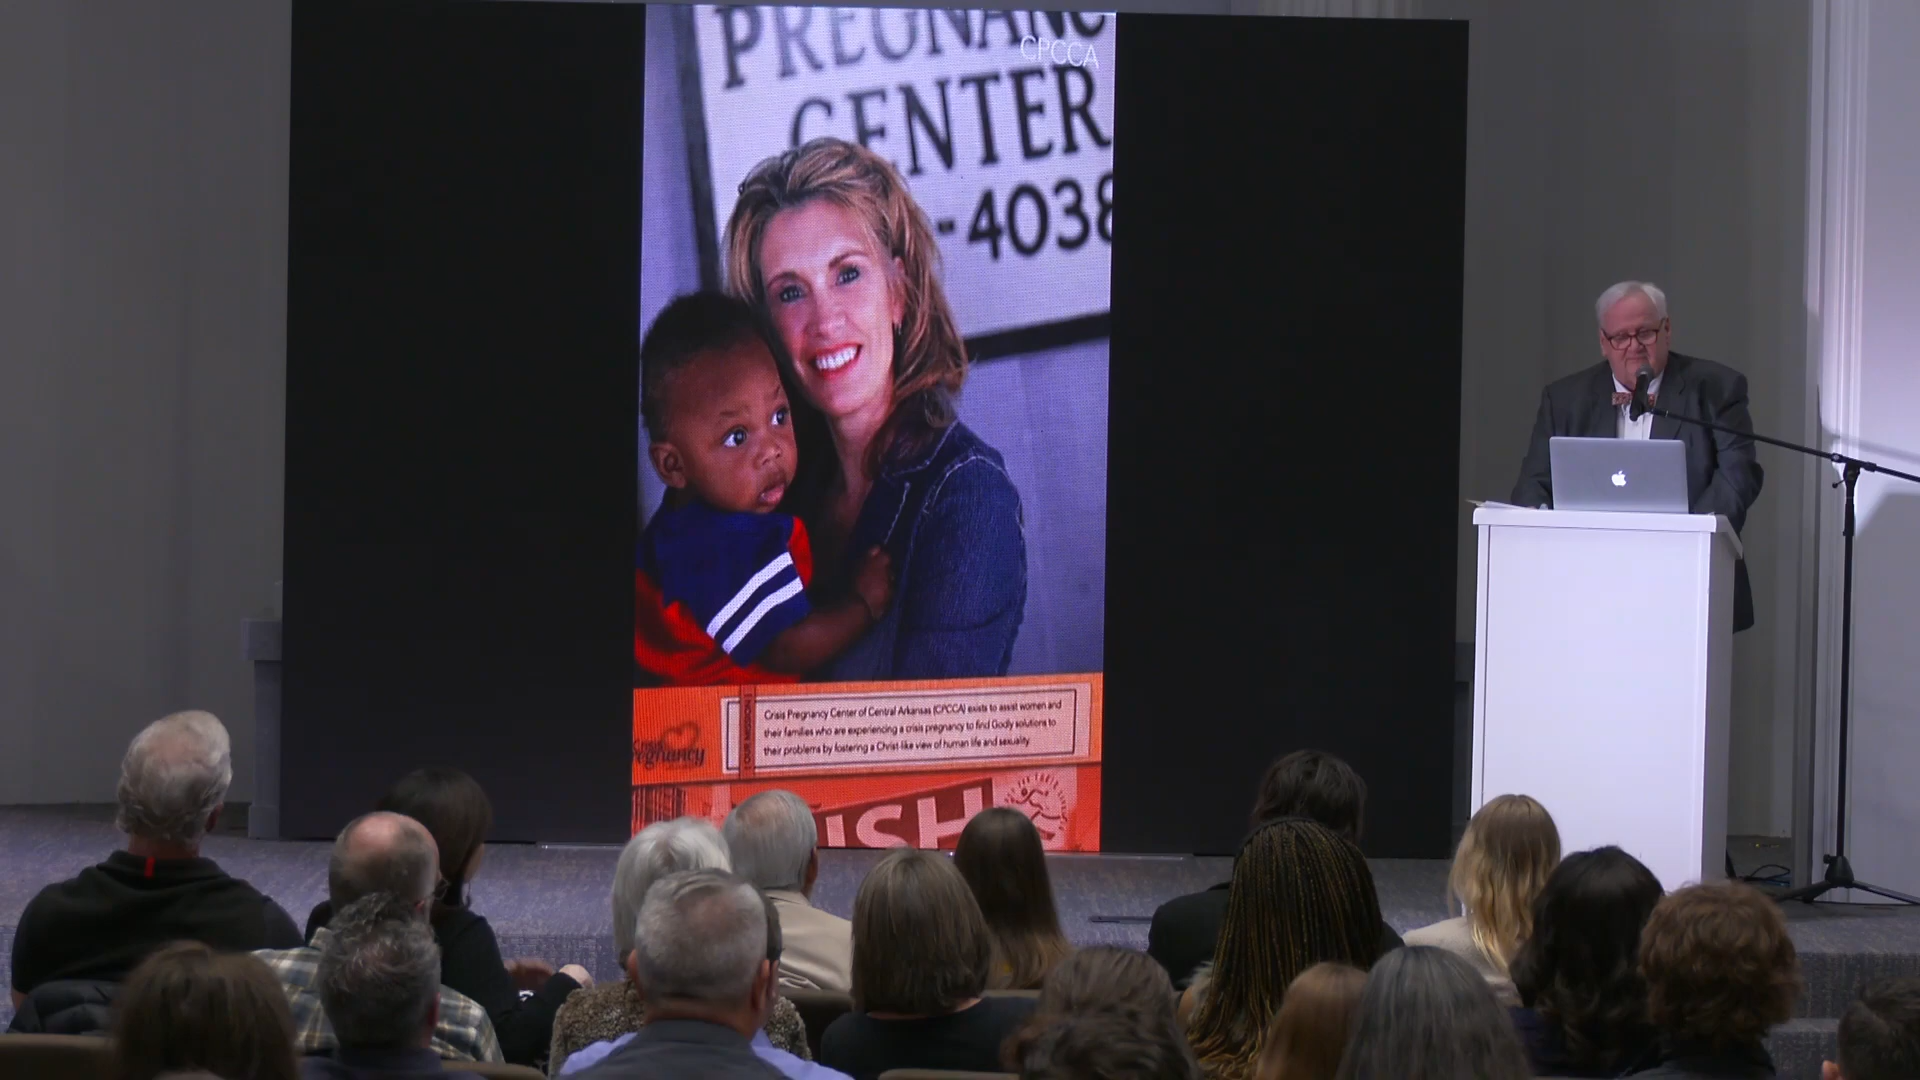 PREGNANC
CPCCA
CENTER
-4038
OUR MISSION
Crisis Pregnancy Center of Central Arkansas (CPCCA) exists to assist women and
their families who are experiencing a crisis pregnancy to find Godly solutions to
their problems by fostering a Christ-like view of human life and sexuality.
Pregnancy
ISH